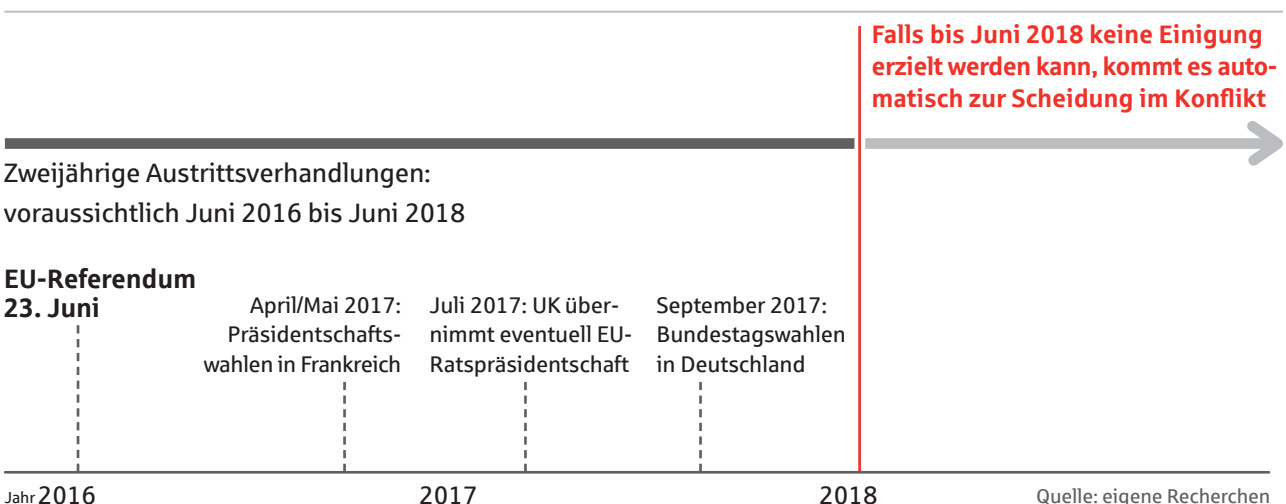 Falls bis Juni 2018 keine Einigung
erzielt werden kann, kommt es auto-
matisch zur Scheidung im Konflikt
Zweijährige Austrittsverhandlungen:
voraussichtlich Juni 2016 bis Juni 2018
EU-Referendum
23. Juni
April/Mai 2017:
Präsidentschafts-
wahlen in Frankreich
Juli 2017: UK über-
nimmt eventuell EU-
Ratspräsidentschaft
September 2017:
Bundestagswahlen
in Deutschland
Jahr 2016 2017 2018
Quelle: eigene Recherchen